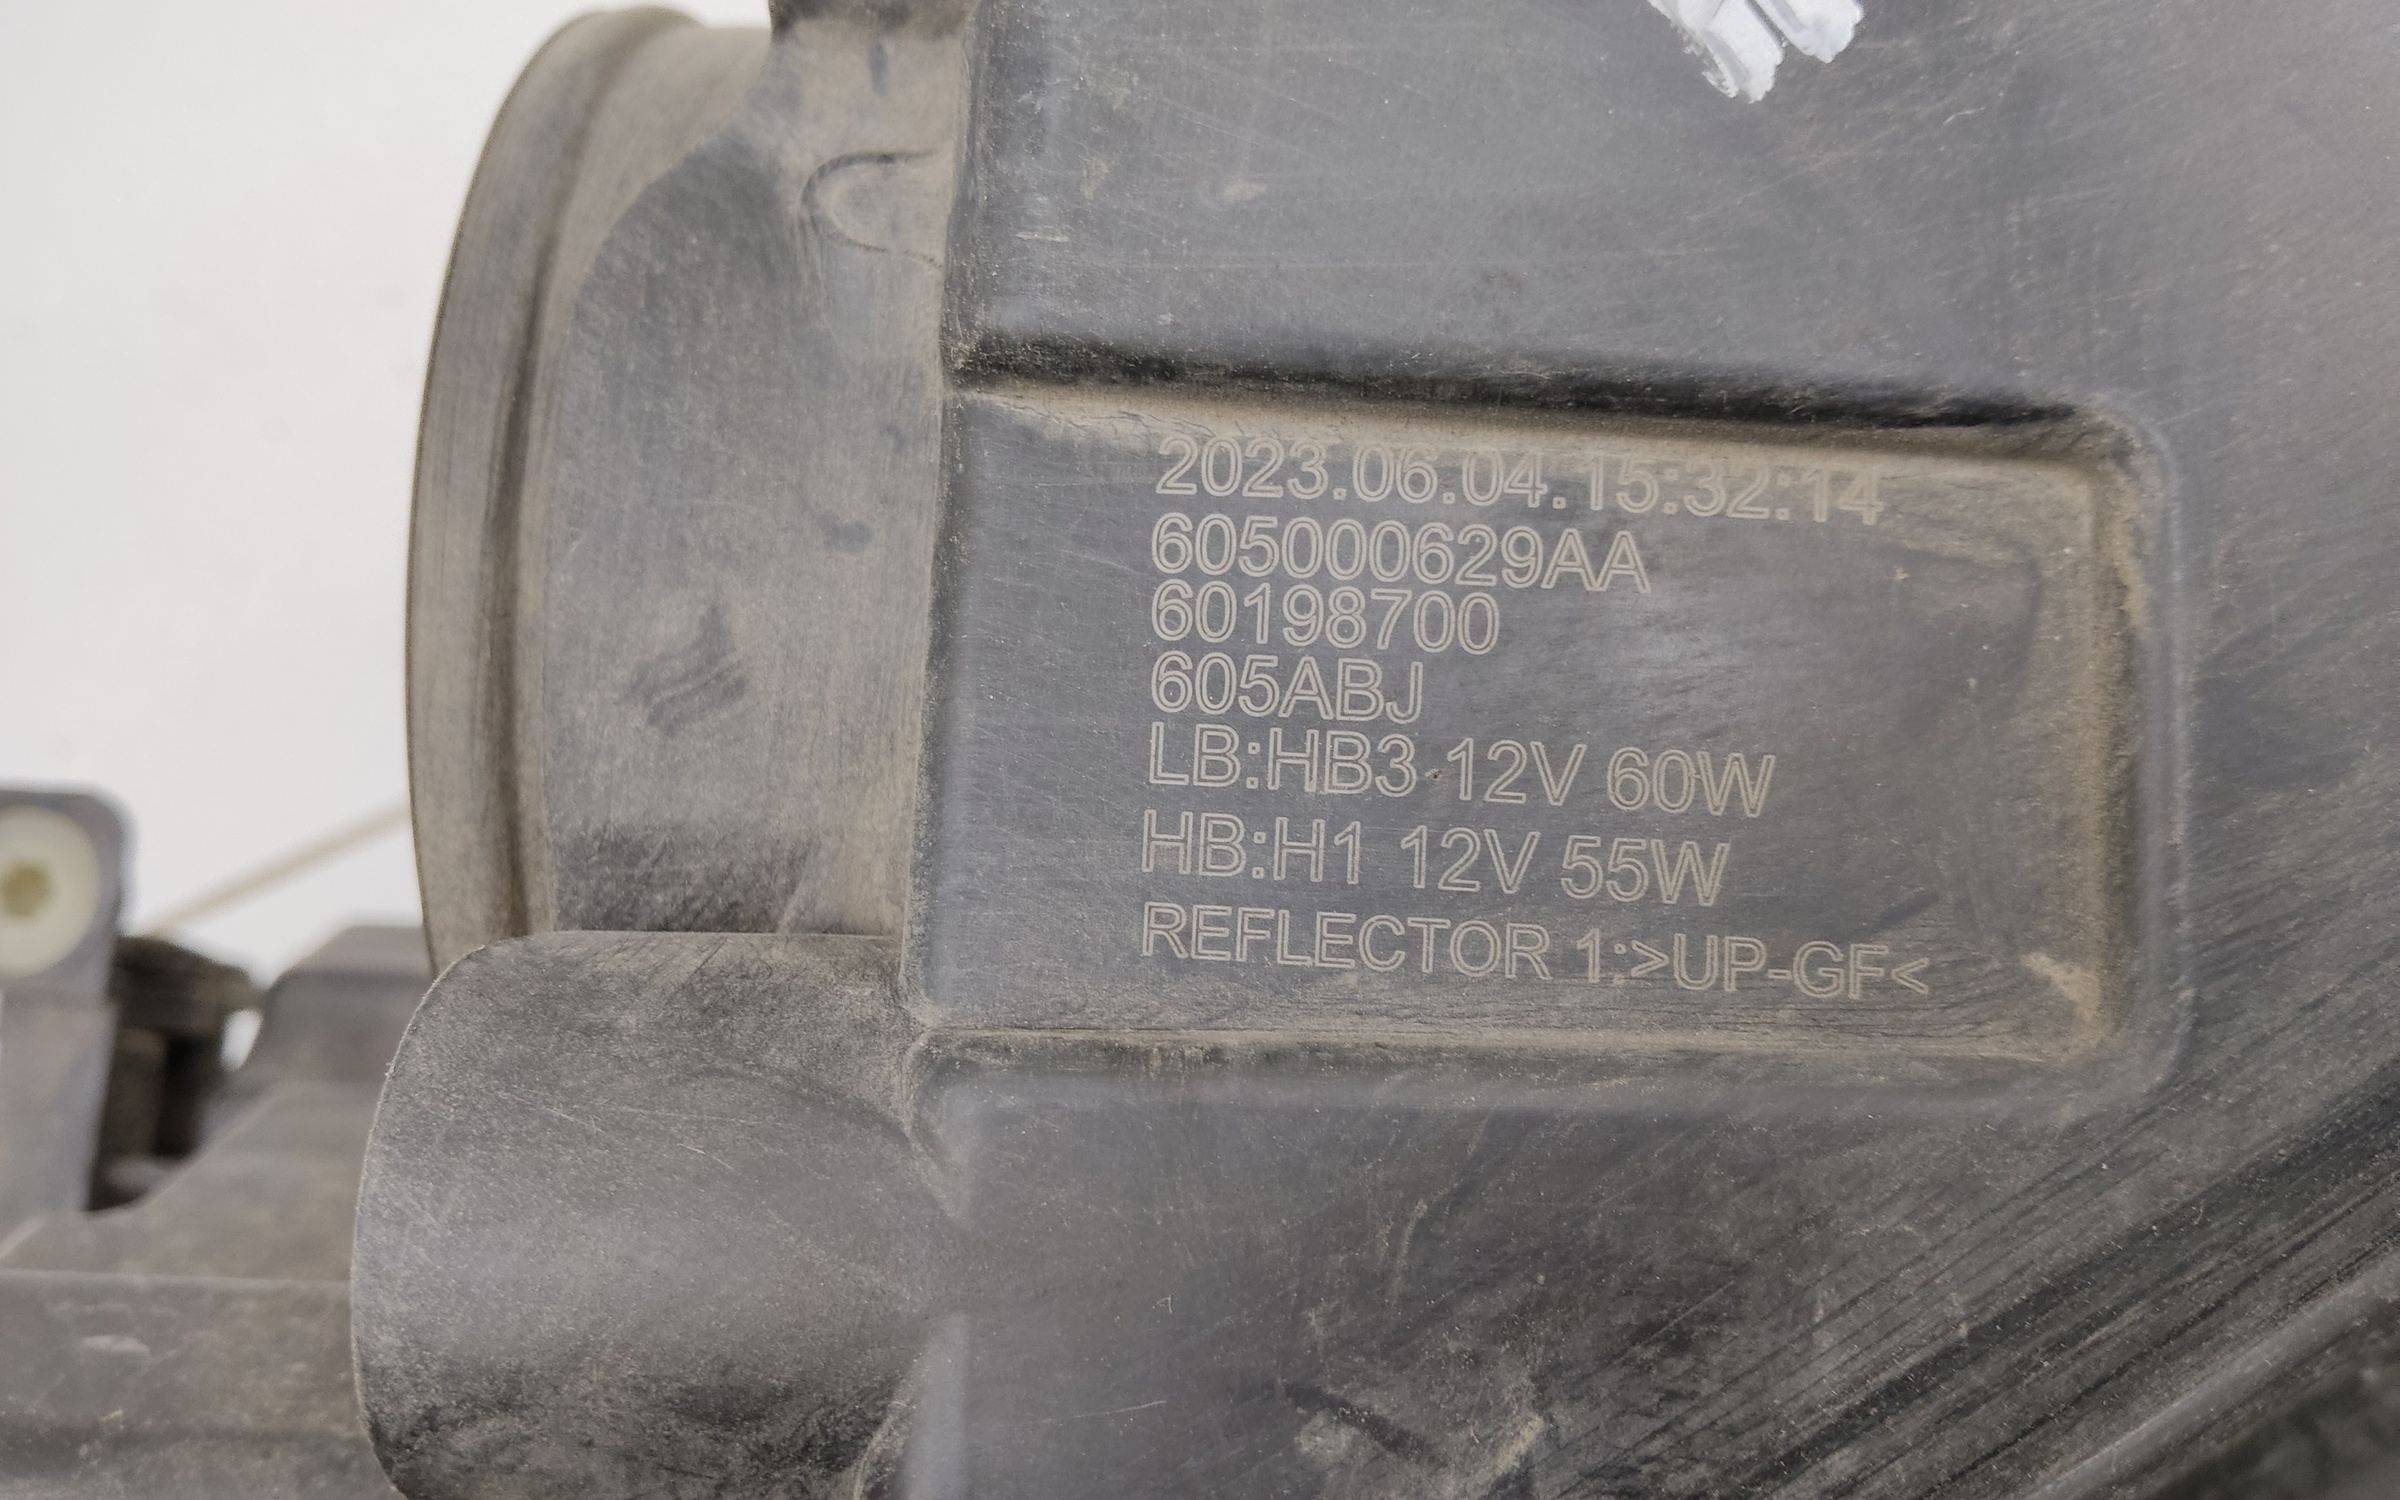 2023.06.04.15:32:14
605000629AA
60198700
605ABJ
LB:HB3 12V 60W
HB:H1 12V 55W
REFLECTOR 1:>UP-GF<